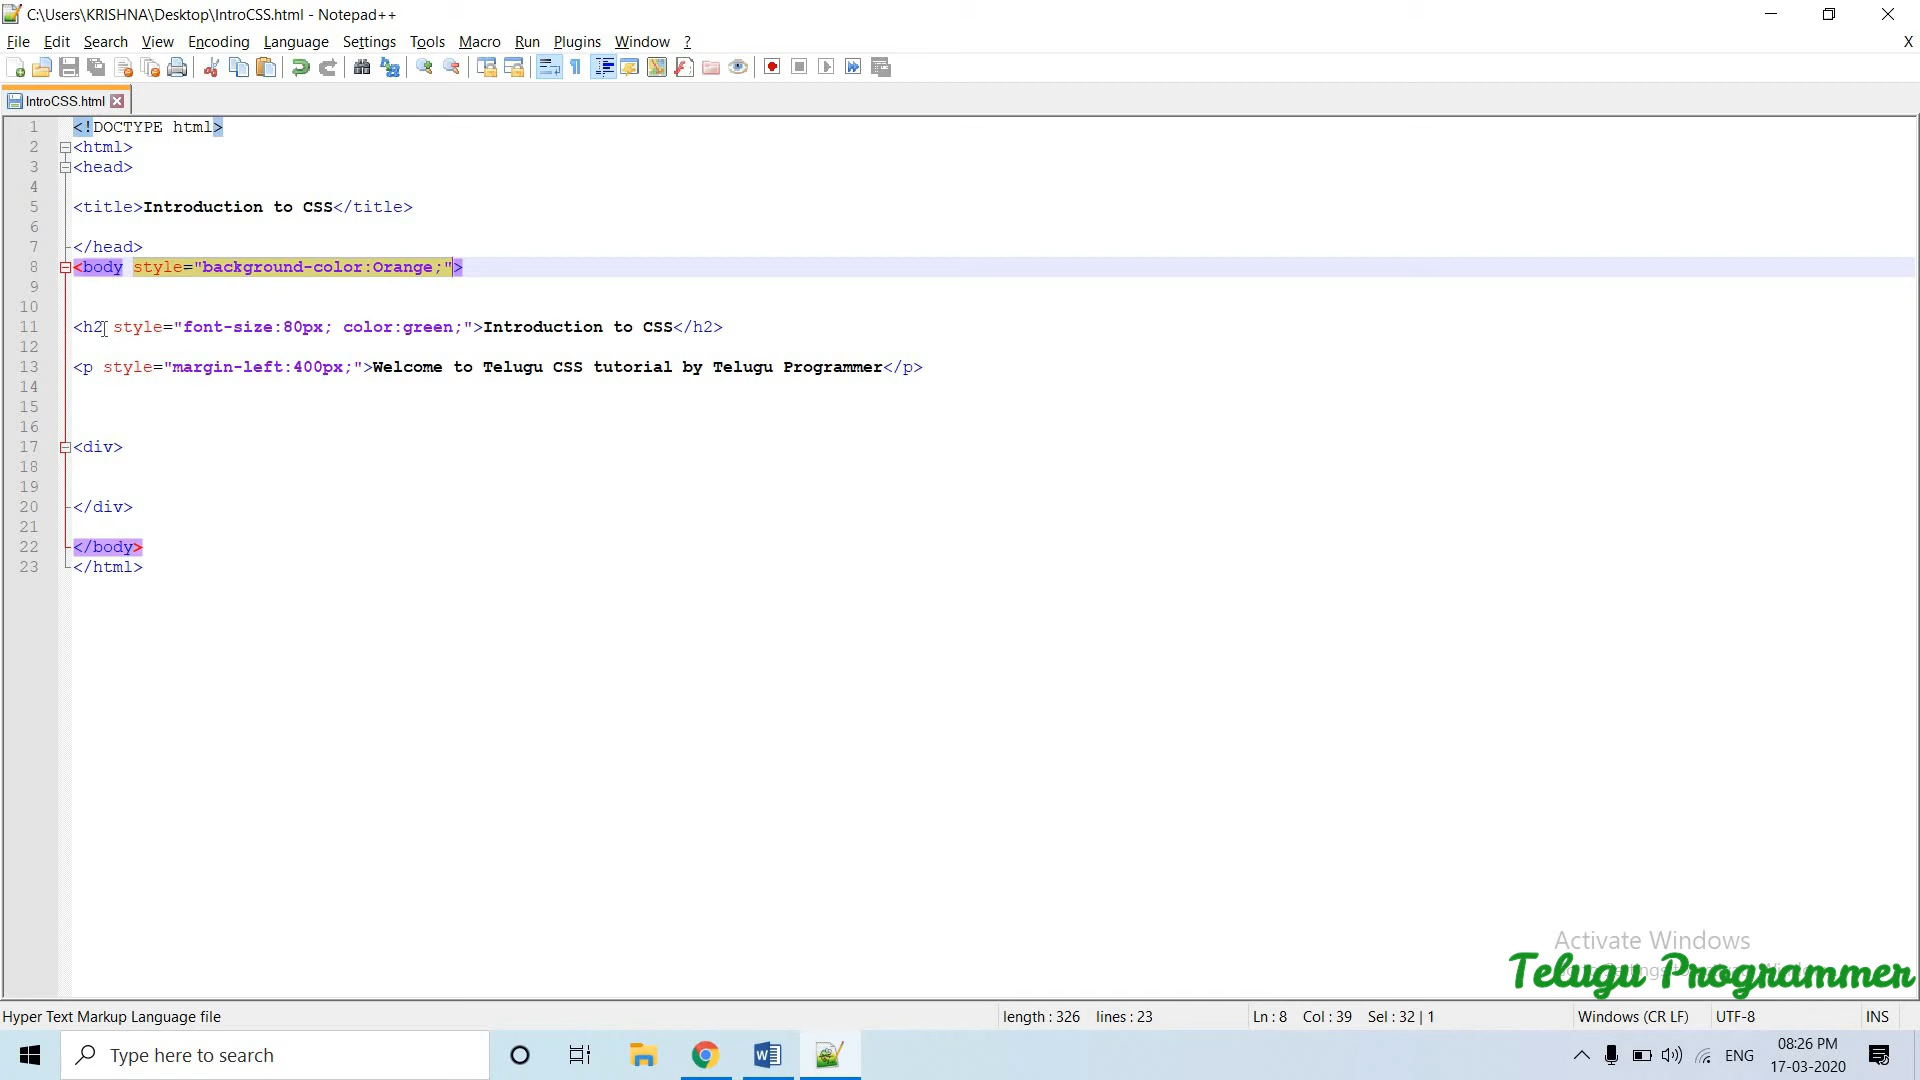 C:\Users\KRISHNA\Desktop\IntroCSS.html - Notepad++
File Edit Search View Encoding Language Settings Tools Macro Run Plugins Window ? X
IntroCSS.html
1 <!DOCTYPE html>
2 <html>
3 <head>
4
5 <title>Introduction to CSS</title>
6
7 </head>
8 <body style="background-color:Orange;">
9
10
11 <h2 style="font-size:80px; color:green;">Introduction to CSS</h2>
12
13 <p style="margin-left:400px;">Welcome to Telugu CSS tutorial by Telugu Programmer</p>
14
15
16
17 <div>
18
19
20 </div>
21
22 </body>
23 </html>
Activate Windows
Telugu Programmer
Hyper Text Markup Language file length : 326 lines : 23 Ln : 8 Col : 39 Sel : 32 | 1 Windows (CR LF) UTF-8 INS
Type here to search ENG 08:26 PM
17-03-2020